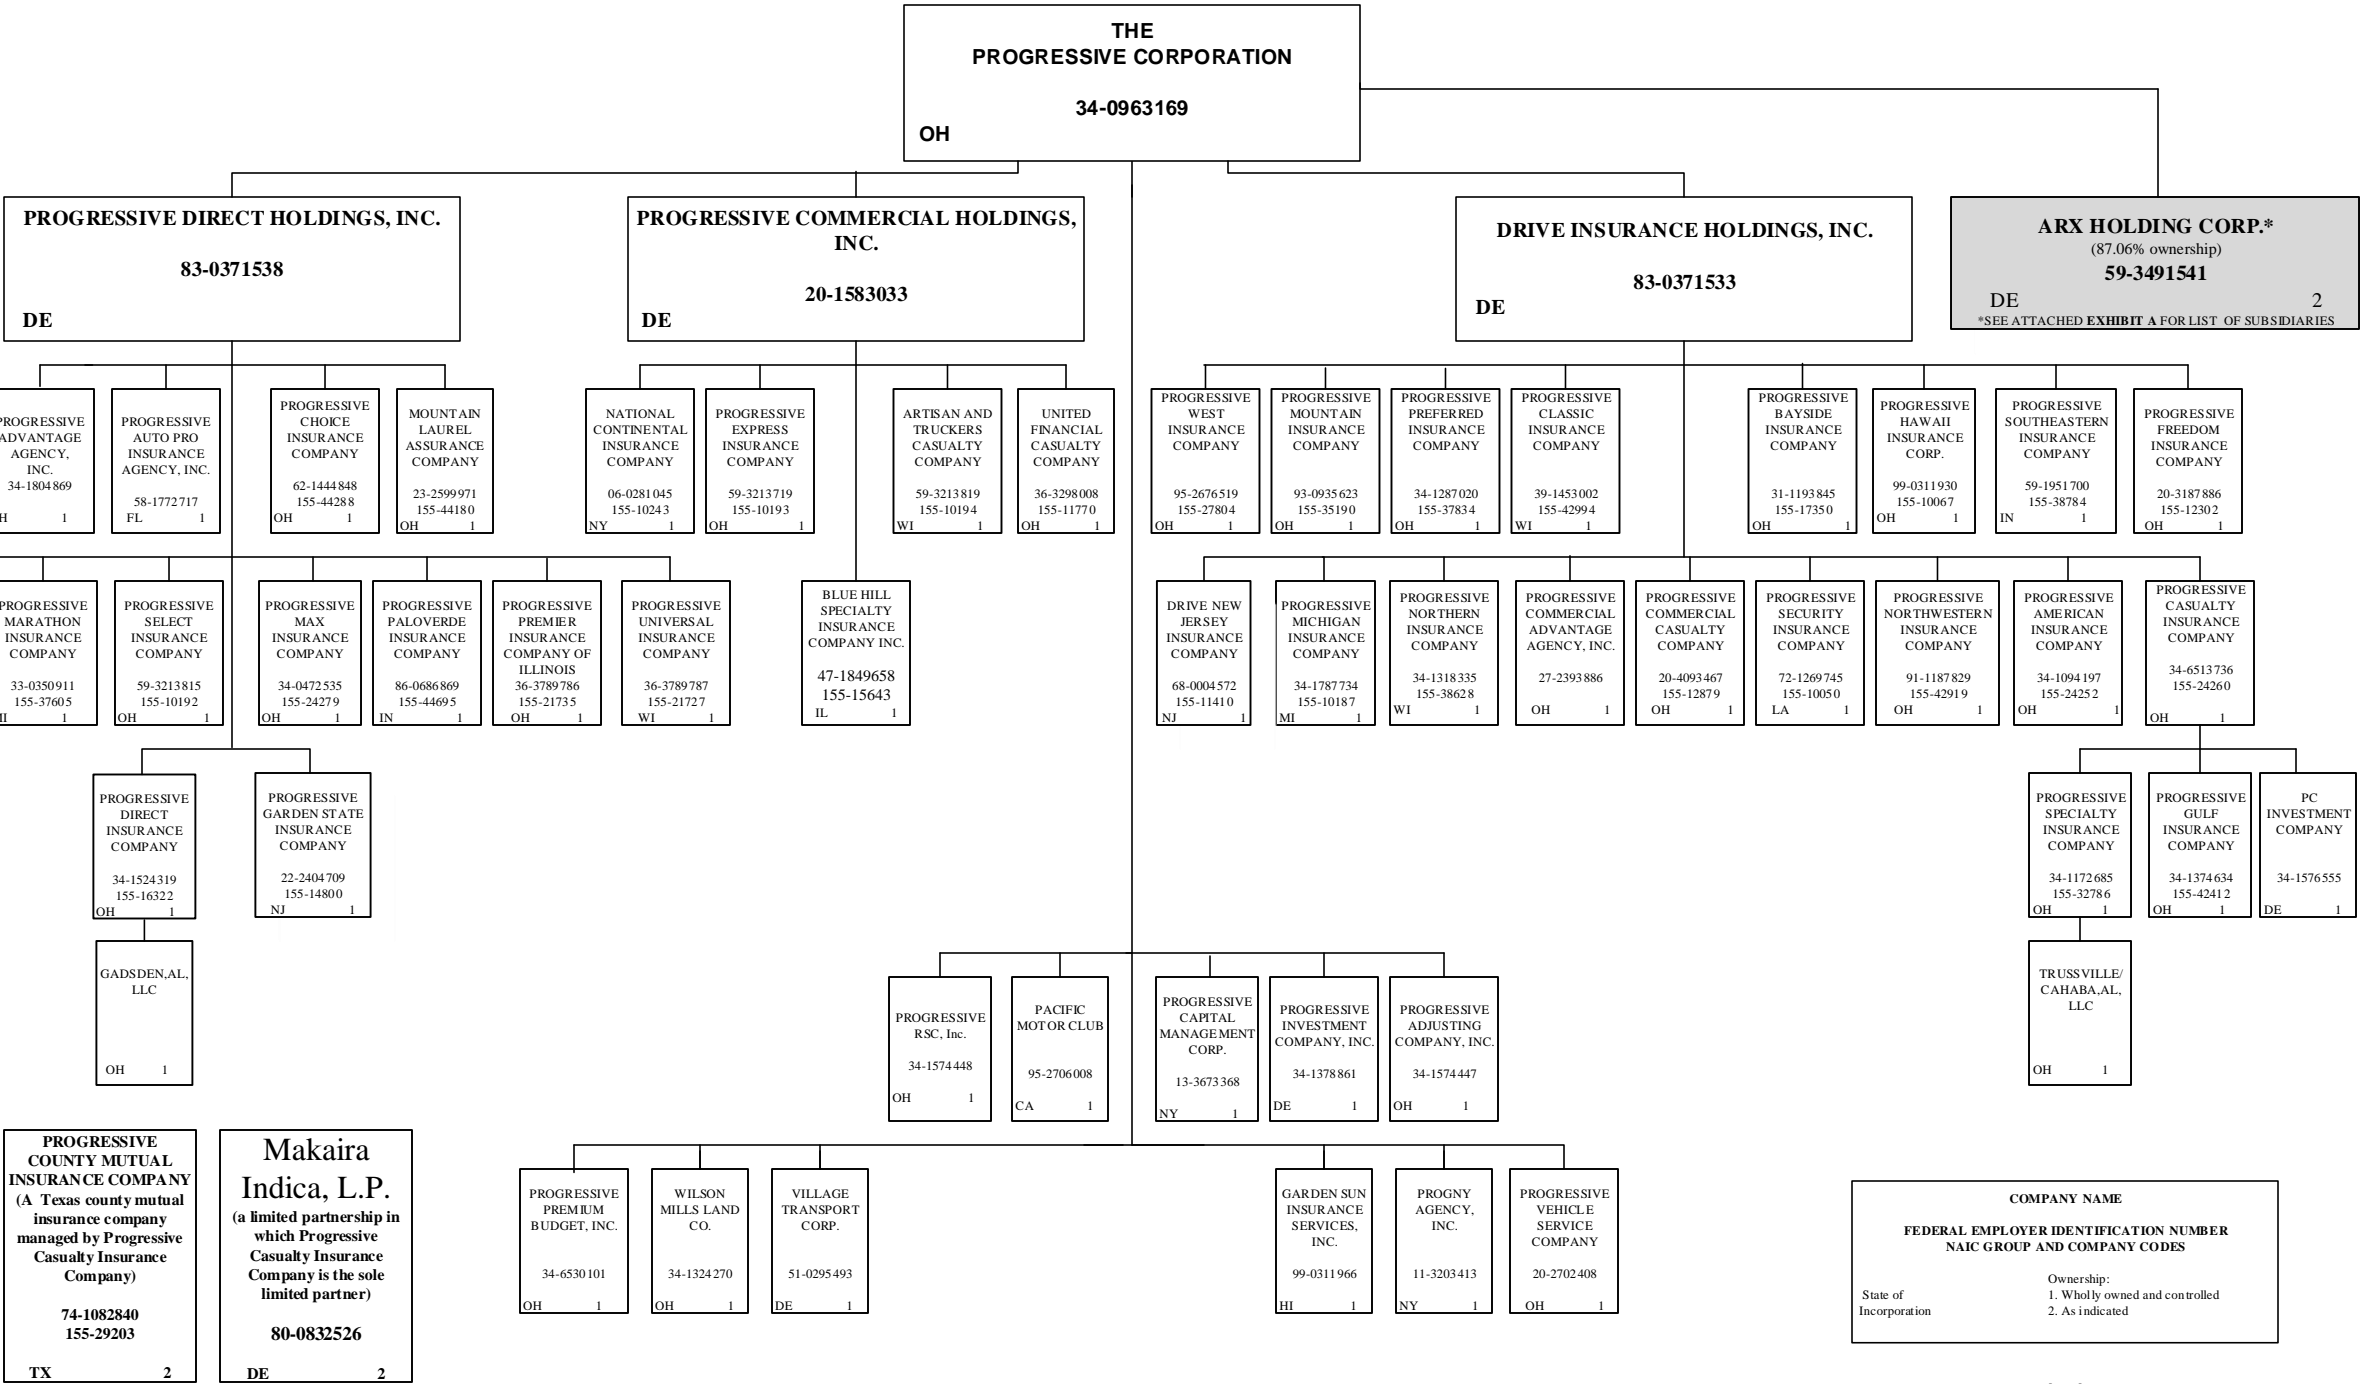 THE
PROGRESSIVE CORPORATION
34-0963169
OH
PROGRESSIVE DIRECT HOLDINGS, INC.
83-0371538
DE
PROGRESSIVE COMMERCIAL HOLDINGS,
INC.
20-1583033
DE
DRIVE INSURANCE HOLDINGS, INC.
83-0371533
DE
ARX HOLDING CORP.*
(87.06% ownership)
59-3491541
DE 2
*SEE ATTACHED EXHIBIT A FOR LIST OF SUBSIDIARIES
PROGRESSIVE
ADVANTAGE
AGENCY,
INC.
34-1804869
H 1
PROGRESSIVE
AUTO PRO
INSURANCE
AGENCY, INC.
58-1772717
FL 1
PROGRESSIVE
CHOICE
INSURANCE
COMPANY
62-1444848
155-44288
OH 1
MOUNTAIN
LAUREL
ASSURANCE
COMPANY
23-2599971
155-44180
OH 1
NATIONAL
CONTINENTAL
INSURANCE
COMPANY
06-0281045
155-10243
NY 1
PROGRESSIVE
EXPRESS
INSURANCE
COMPANY
59-3213719
155-10193
OH 1
ARTISAN AND
TRUCKERS
CASUALTY
COMPANY
59-3213819
155-10194
WI 1
UNITED
FINANCIAL
CASUALTY
COMPANY
36-3298008
155-11770
OH 1
PROGRESSIVE
WEST
INSURANCE
COMPANY
95-2676519
155-27804
OH 1
PROGRESSIVE
MOUNTAIN
INSURANCE
COMPANY
93-0935623
155-35190
OH 1
PROGRESSIVE
PREFERRED
INSURANCE
COMPANY
34-1287020
155-37834
OH 1
PROGRESSIVE
CLASSIC
INSURANCE
COMPANY
39-1453002
155-42994
WI 1
PROGRESSIVE
BAYSIDE
INSURANCE
COMPANY
31-1193845
155-17350
OH 1
PROGRESSIVE
HAWAII
INSURANCE
CORP.
99-0311930
155-10067
OH 1
PROGRESSIVE
SOUTHEASTERN
INSURANCE
COMPANY
59-1951700
155-38784
IN 1
PROGRESSIVE
FREEDOM
INSURANCE
COMPANY
20-3187886
155-12302
OH 1
PROGRESSIVE
MARATHON
INSURANCE
COMPANY
33-0350911
155-37605
MI 1
PROGRESSIVE
SELECT
INSURANCE
COMPANY
59-3213815
155-10192
OH 1
PROGRESSIVE
MAX
INSURANCE
COMPANY
34-0472535
155-24279
OH 1
PROGRESSIVE
PALOVERDE
INSURANCE
COMPANY
86-0686869
155-44695
IN 1
PROGRESSIVE
PREMIER
INSURANCE
COMPANY OF
ILLINOIS
36-3789786
155-21735
OH 1
PROGRESSIVE
UNIVERSAL
INSURANCE
COMPANY
36-3789787
155-21727
WI 1
BLUE HILL
SPECIALTY
INSURANCE
COMPANY INC.
47-1849658
155-15643
IL 1
DRIVE NEW
JERSEY
INSURANCE
COMPANY
68-0004572
155-11410
NJ 1
PROGRESSIVE
MICHIGAN
INSURANCE
COMPANY
34-1787734
155-10187
MI 1
PROGRESSIVE
NORTHERN
INSURANCE
COMPANY
34-1318335
155-38628
WI 1
PROGRESSIVE
COMMERCIAL
ADVANTAGE
AGENCY, INC.
27-2393886
OH 1
PROGRESSIVE
COMMERCIAL
CASUALTY
COMPANY
20-4093467
155-12879
OH 1
PROGRESSIVE
SECURITY
INSURANCE
COMPANY
72-1269745
155-10050
LA 1
PROGRESSIVE
NORTHWESTERN
INSURANCE
COMPANY
91-1187829
155-42919
OH 1
PROGRESSIVE
AMERICAN
INSURANCE
COMPANY
34-1094197
155-24252
OH 1
PROGRESSIVE
CASUALTY
INSURANCE
COMPANY
34-6513736
155-24260
OH 1
PROGRESSIVE
DIRECT
INSURANCE
COMPANY
34-1524319
155-16322
OH 1
PROGRESSIVE
GARDEN STATE
INSURANCE
COMPANY
22-2404709
155-14800
NJ 1
PROGRESSIVE
SPECIALTY
INSURANCE
COMPANY
34-1172685
155-32786
OH 1
PROGRESSIVE
GULF
INSURANCE
COMPANY
34-1374634
155-42412
OH 1
PC
INVESTMENT
COMPANY
34-1576555
DE 1
GADSDEN,AL,
LLC
OH 1
PROGRESSIVE
RSC, Inc.
34-1574448
OH 1
PACIFIC
MOTOR CLUB
95-2706008
CA 1
PROGRESSIVE
CAPITAL
MANAGEMENT
CORP.
13-3673368
NY 1
PROGRESSIVE
INVESTMENT
COMPANY, INC.
34-1378861
DE 1
PROGRESSIVE
ADJUSTING
COMPANY, INC.
34-1574447
OH 1
TRUSSVILLE/
CAHABA,AL,
LLC
OH 1
PROGRESSIVE
COUNTY MUTUAL
INSURANCE COMPANY
(A Texas county mutual
insurance company
managed by Progressive
Casualty Insurance
Company)
74-1082840
155-29203
TX 2
Makaira
Indica, L.P.
(a limited partnership in
which Progressive
Casualty Insurance
Company is the sole
limited partner)
80-0832526
DE 2
PROGRESSIVE
PREMIUM
BUDGET, INC.
34-6530101
OH 1
WILSON
MILLS LAND
CO.
34-1324270
OH 1
VILLAGE
TRANSPORT
CORP.
51-0295493
DE 1
GARDEN SUN
INSURANCE
SERVICES,
INC.
99-0311966
HI 1
PROGNY
AGENCY,
INC.
11-3203413
NY 1
PROGRESSIVE
VEHICLE
SERVICE
COMPANY
20-2702408
OH 1
COMPANY NAME
FEDERAL EMPLOYER IDENTIFICATION NUMBER
NAIC GROUP AND COMPANY CODES
Ownership:
State of 1. Wholly owned and controlled
Incorporation 2. As indicated